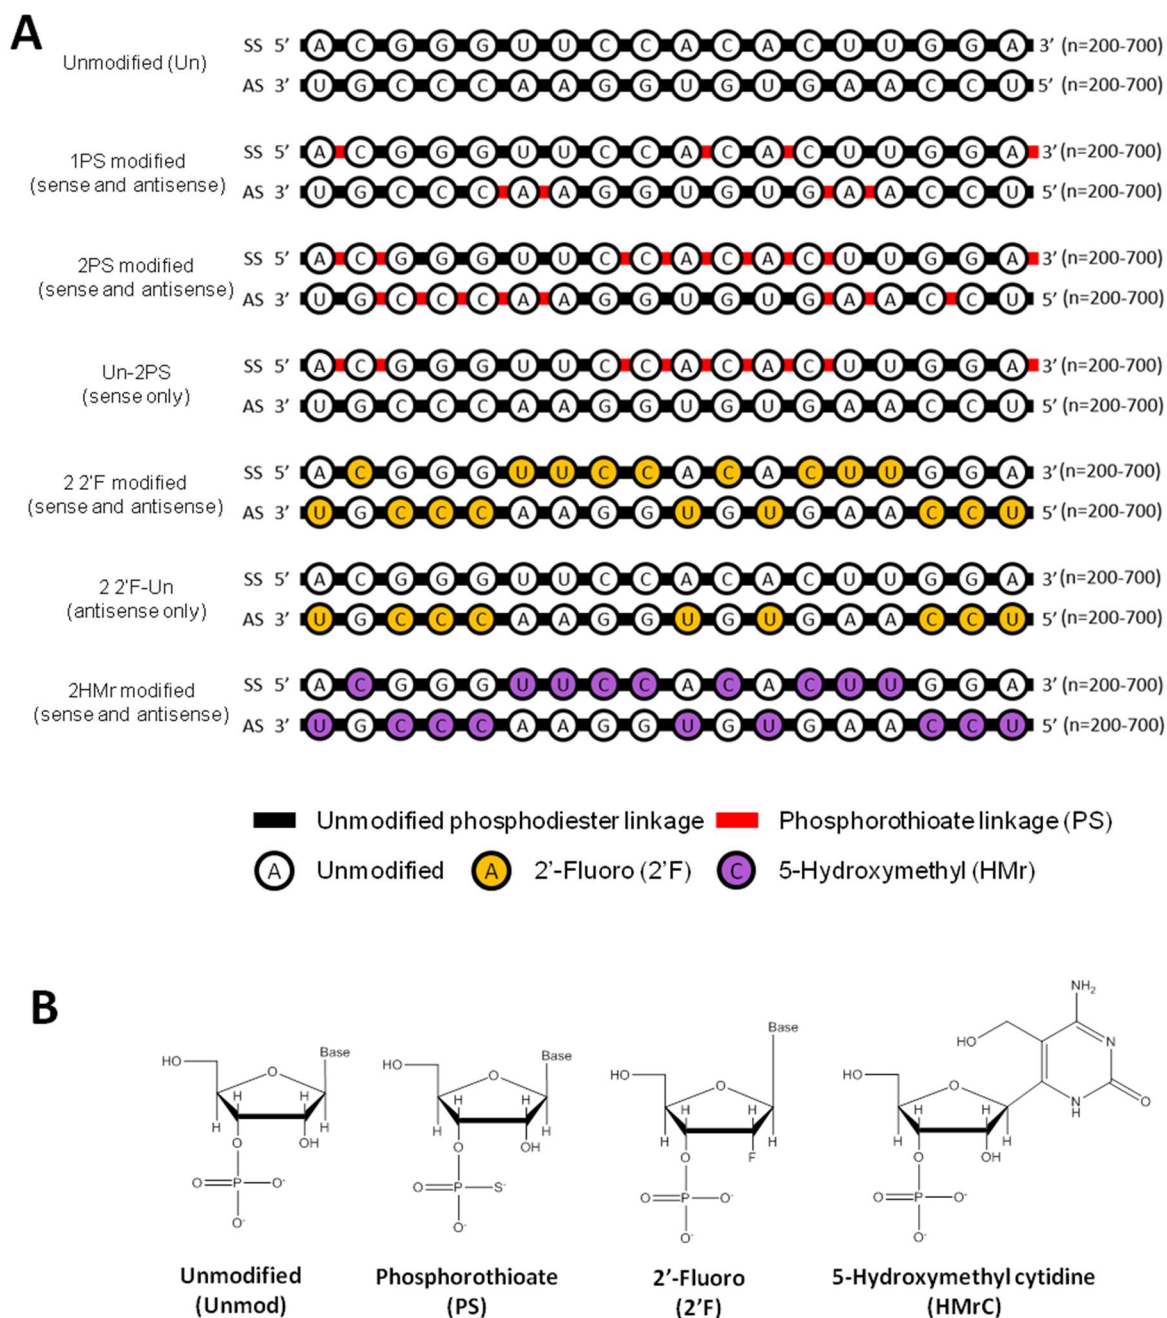 A
Unmodified (Un)
SS 5’ A C G G G U U C C A C A C U U G G A 3’ (n=200-700)
AS 3’ U G C C C A A G G U G U G A A C C U 5’ (n=200-700)
1PS modified
(sense and antisense)
SS 5’ A C G G G U U C C A C A C U U G G A 3’ (n=200-700)
AS 3’ U G C C C A A G G U G U G A A C C U 5’ (n=200-700)
2PS modified
(sense and antisense)
SS 5’ A C G G G U U C C A C A C U U G G A 3’ (n=200-700)
AS 3’ U G C C C A A G G U G U G A A C C U 5’ (n=200-700)
Un-2PS
(sense only)
SS 5’ A C G G G U U C C A C A C U U G G A 3’ (n=200-700)
AS 3’ U G C C C A A G G U G U G A A C C U 5’ (n=200-700)
2 2’F modified
(sense and antisense)
SS 5’ A C G G G U U C C A C A C U U G G A 3’ (n=200-700)
AS 3’ U G C C C A A G G U G U G A A C C U 5’ (n=200-700)
2 2’F-Un
(antisense only)
SS 5’ A C G G G U U C C A C A C U U G G A 3’ (n=200-700)
AS 3’ U G C C C A A G G U G U G A A C C U 5’ (n=200-700)
2HMr modified
(sense and antisense)
SS 5’ A C G G G U U C C A C A C U U G G A 3’ (n=200-700)
AS 3’ U G C C C A A G G U G U G A A C C U 5’ (n=200-700)
Unmodified phosphodiester linkage
Phosphorothioate linkage (PS)
A Unmodified
A 2’-Fluoro (2’F)
C 5-Hydroxymethyl (HMr)
B
HO O Base H H H H O OH O P O- O-
HO O Base H H H H O OH O P S- O-
HO O Base H H H H O F O P O- O-
NH2 HO N O N H HO O H H H H O OH O P O- O-
Unmodified
(Unmod)
Phosphorothioate
(PS)
2’-Fluoro
(2’F)
5-Hydroxymethyl cytidine
(HMrC)